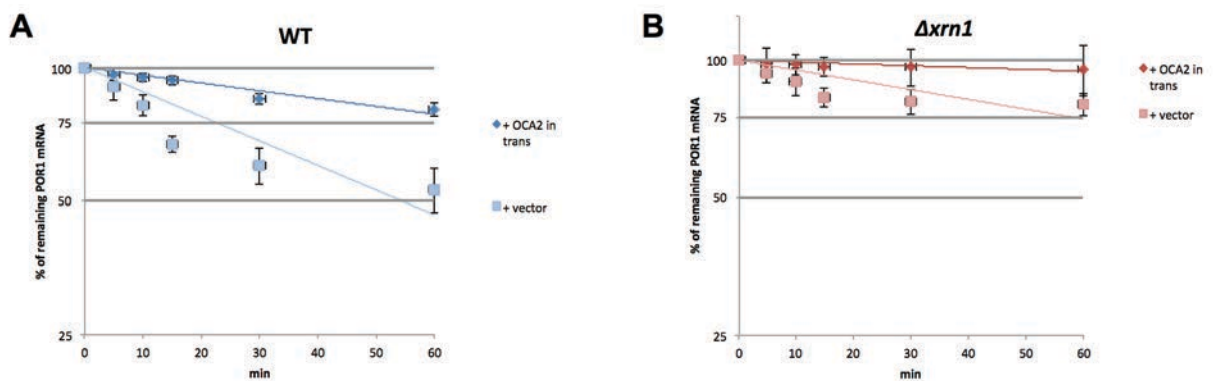 A
WT
% of remaining POR1 mRNA
100
75
50
25
0
10
20
30
40
50
60
min
+ OCA2 in
trans
+ vector
B
Δxrn1
% of remaining POR1 mRNA
100
75
50
25
0
10
20
30
40
50
60
min
+ OCA2 in
trans
+ vector